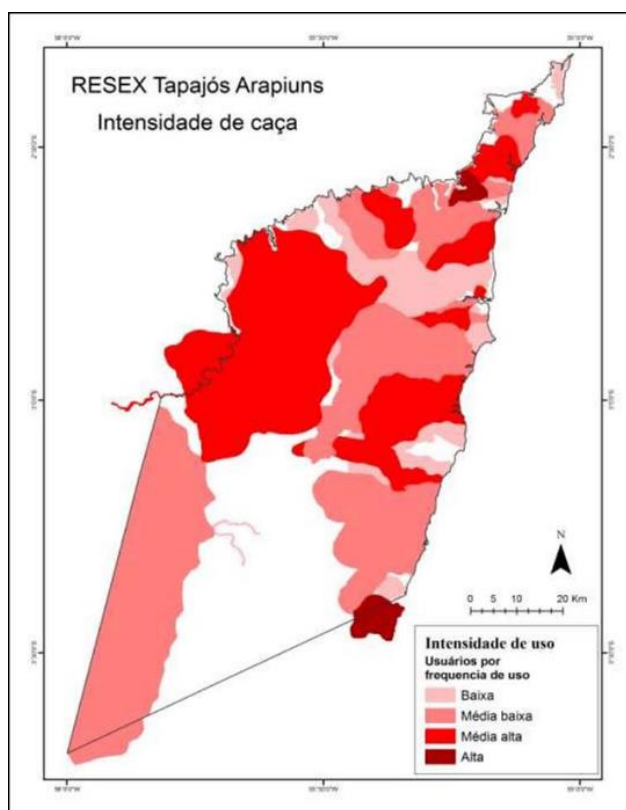 RESEX Tapajós Arapiuns
Intensidade de caça
N
0 5 10 20 Km
Intensidade de uso
Usuários por
frequencia de uso
Baixa
Média baixa
Média alta
Alta